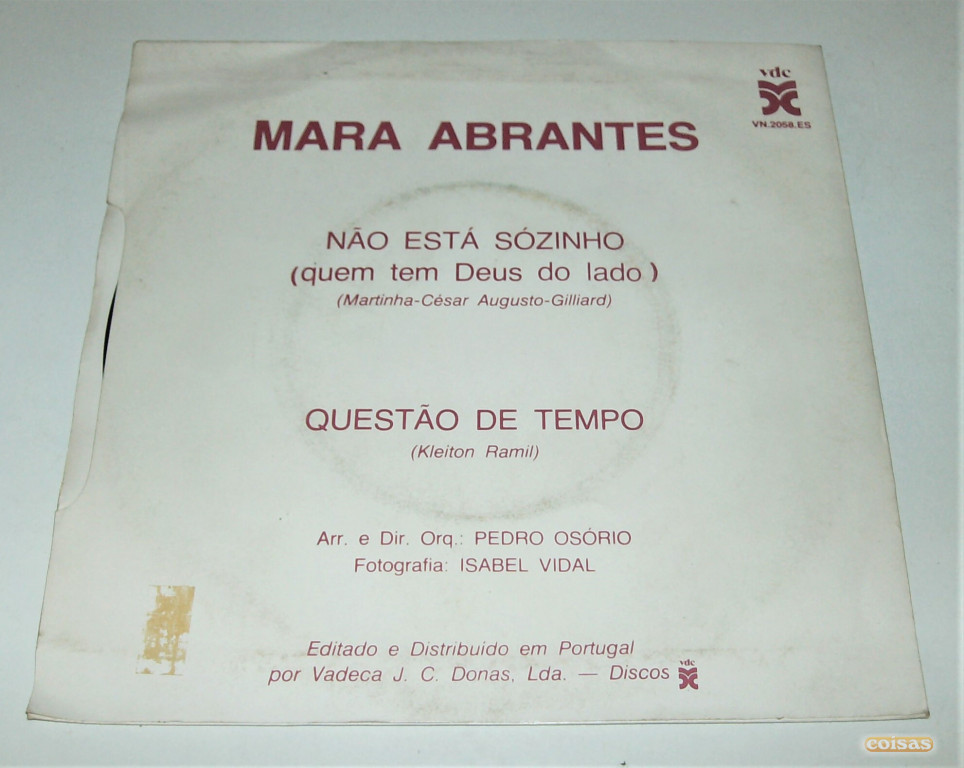 vdc
VN.2058.ES
MARA ABRANTES
NÃO ESTÁ SÓZINHO
(quem tem Deus do lado)
(Martinha-César Augusto-Gilliard)
QUESTÃO DE TEMPO
(Kleiton Ramil)
Arr. e Dir. Orq.: PEDRO OSÓRIO
Fotografia: ISABEL VIDAL
Editado e Distribuído em Portugal
por Vadeca J. C. Donas, Lda. — Discos vdc
coisas